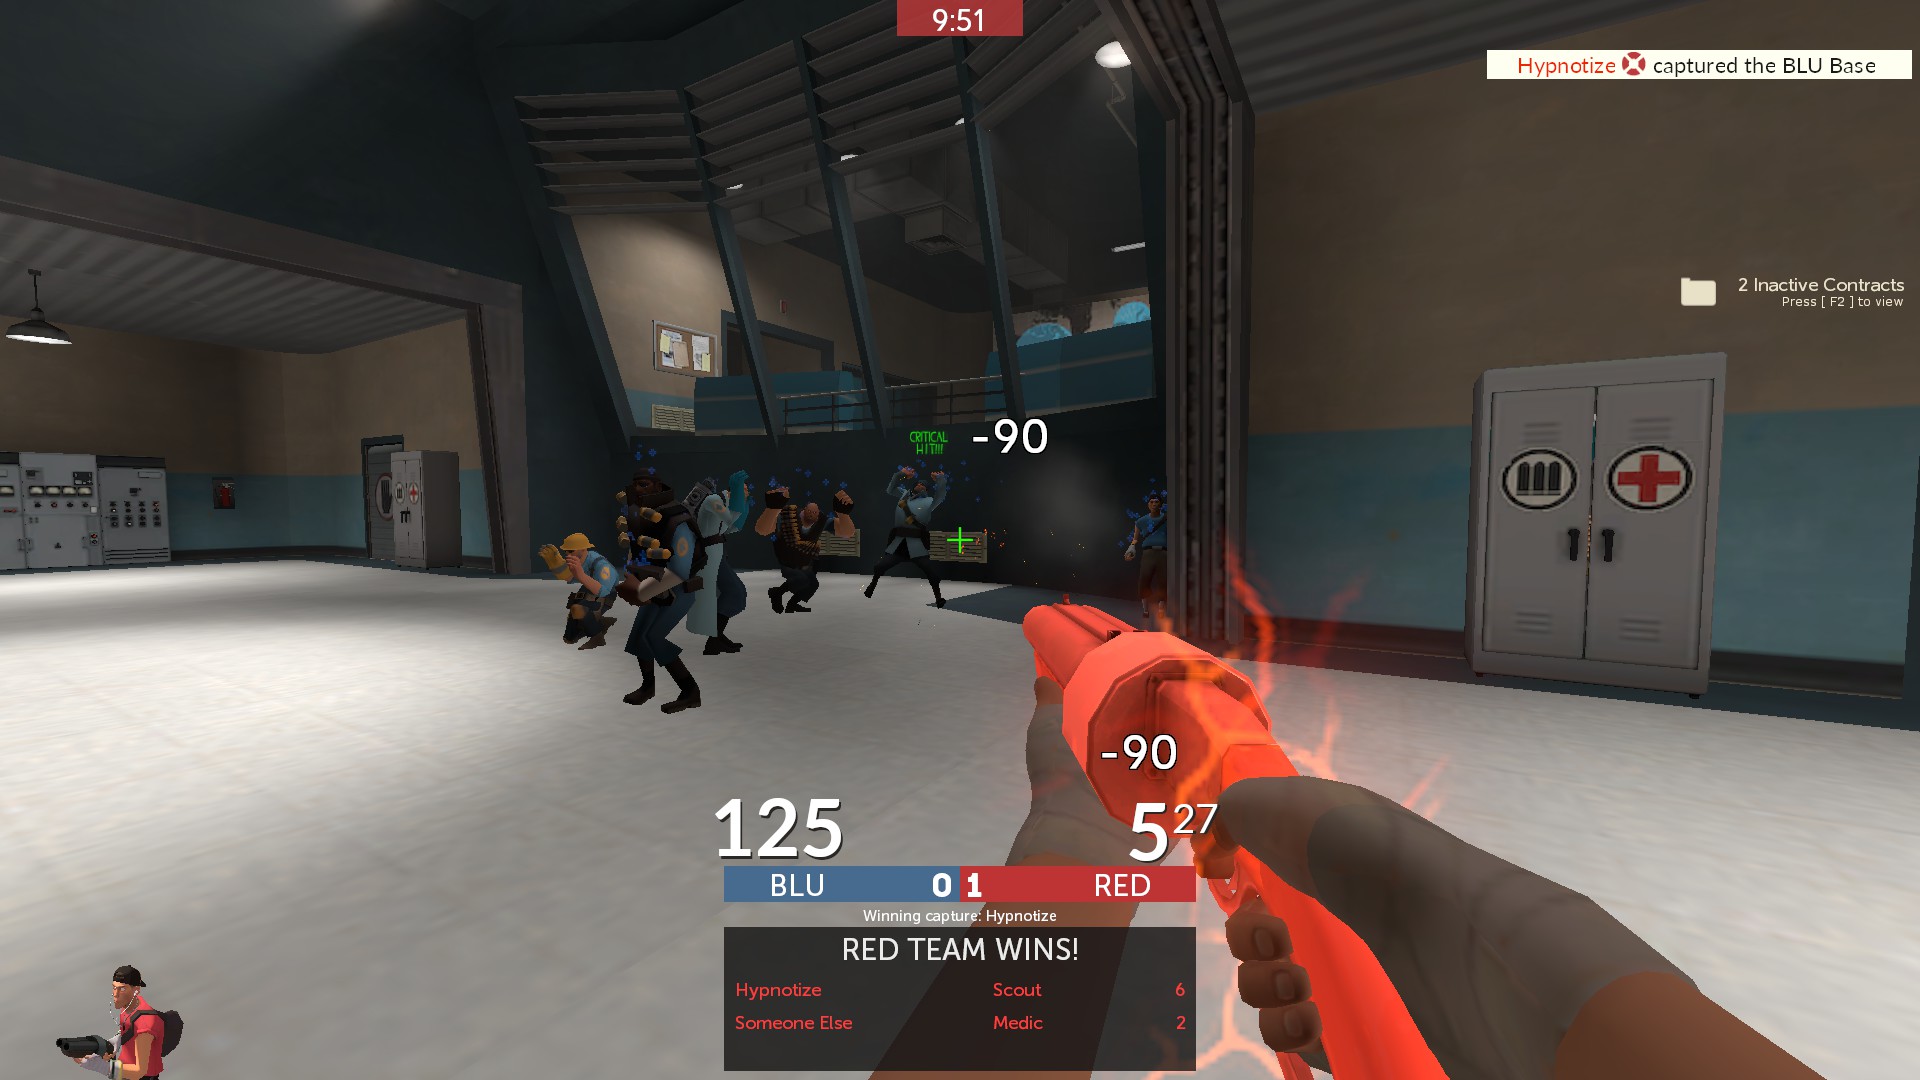 9:51
Hypnotize captured the BLU Base
2 Inactive Contracts
Press [ F2 ] to view
CRITICAL
HIT!!!
-90
-90
125
5 27
BLU 0 1 RED
Winning capture: Hypnotize
RED TEAM WINS!
Hypnotize Scout 6
Someone Else Medic 2